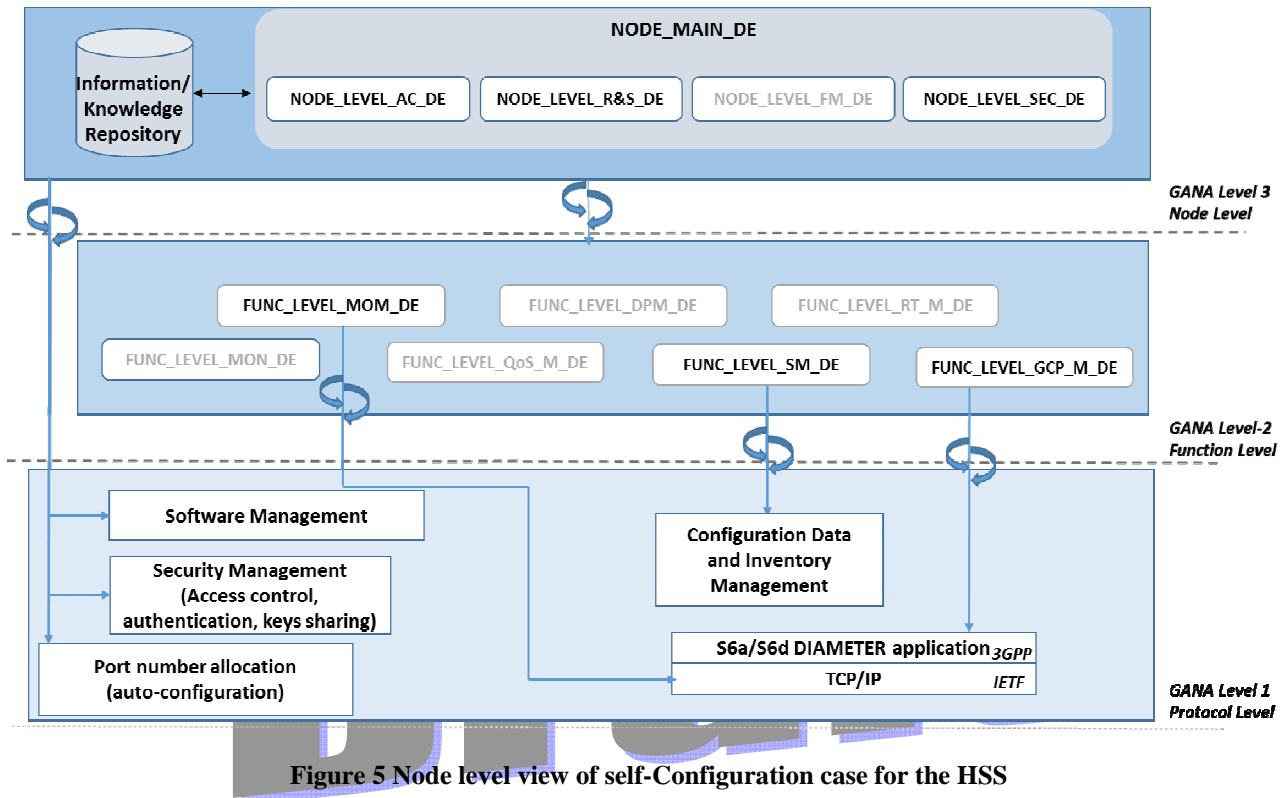 NODE_MAIN_DE
Information/
Knowledge
Repository
NODE_LEVEL_AC_DE
NODE_LEVEL_R&S_DE
NODE_LEVEL_FM_DE
NODE_LEVEL_SEC_DE
GANA Level 3
Node Level
FUNC_LEVEL_MOM_DE
FUNC_LEVEL_DPM_DE
FUNC_LEVEL_RT_M_DE
FUNC_LEVEL_MON_DE
FUNC_LEVEL_QoS_M_DE
FUNC_LEVEL_SM_DE
FUNC_LEVEL_GCP_M_DE
GANA Level-2
Function Level
Software Management
Security Management
(Access control,
authentication, keys sharing)
Port number allocation
(auto-configuration)
Configuration Data
and Inventory
Management
S6a/S6d DIAMETER application 3GPP
TCP/IP IETF
GANA Level 1
Protocol Level
Figure 5 Node level view of self-Configuration case for the HSS